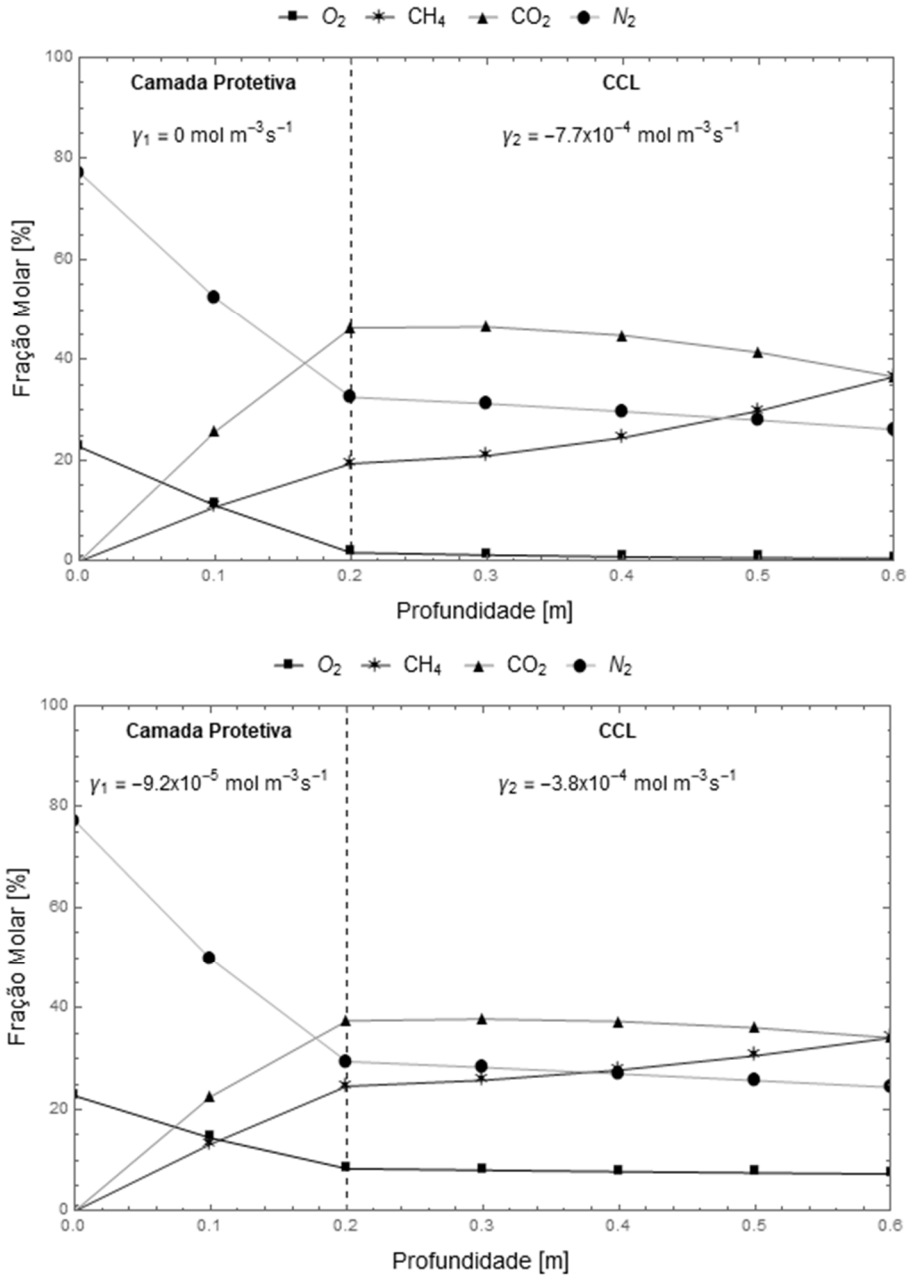 O₂ CH₄ CO₂ N₂
100
Camada Protetiva CCL
γ₁ = 0 mol m⁻³s⁻¹ γ₂ = −7.7x10⁻⁴ mol m⁻³s⁻¹
80
60
40
20
0
Fração Molar [%]
0.0 0.1 0.2 0.3 0.4 0.5 0.6
Profundidade [m]
O₂ CH₄ CO₂ N₂
100
Camada Protetiva CCL
γ₁ = −9.2x10⁻⁵ mol m⁻³s⁻¹ γ₂ = −3.8x10⁻⁴ mol m⁻³s⁻¹
80
60
40
20
0
Fração Molar [%]
0.0 0.1 0.2 0.3 0.4 0.5 0.6
Profundidade [m]